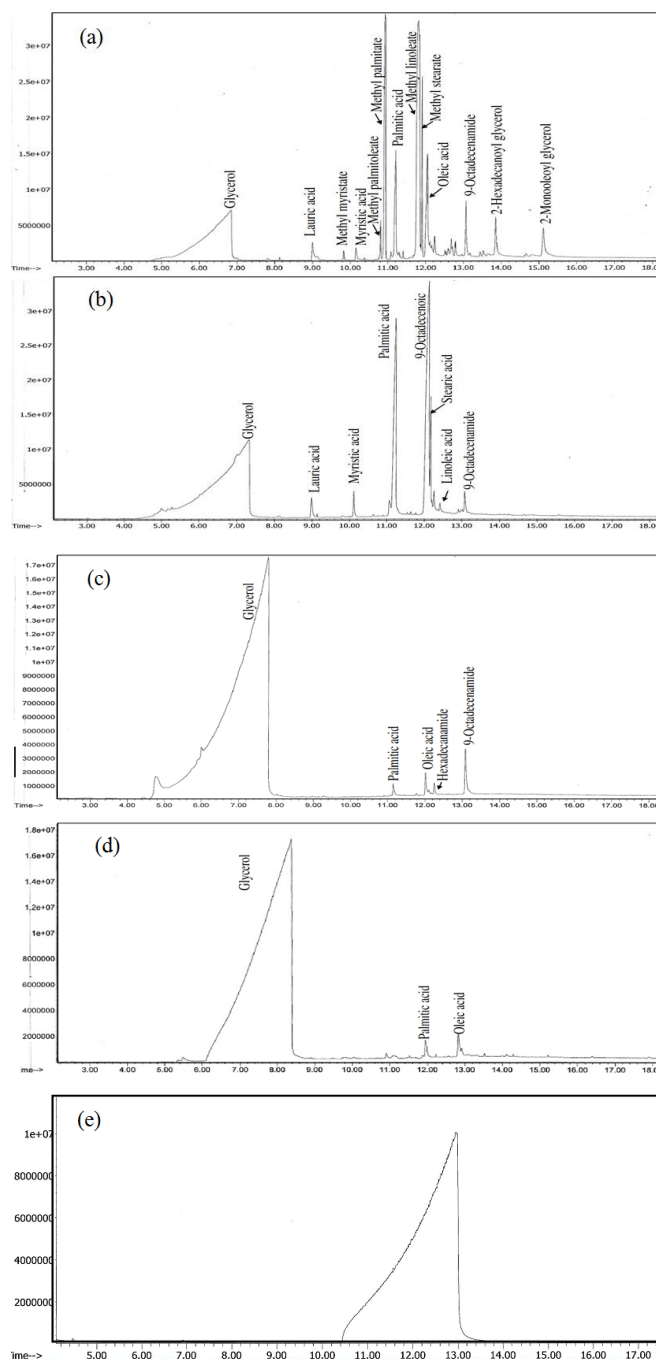 (a)
3e+07
2.5e+07
2e+07
1.5e+07
1e+07
5000000
Glycerol
Lauric acid
Methyl myristate
Myristic acid
Methyl palmitoleate
Methyl palmitate
Palmitic acid
Methyl linoleate
Methyl stearate
Oleic acid
9-Octadecenamide
2-Hexadecanoyl glycerol
2-Monooleoyl glycerol
Time--> 3.00 4.00 5.00 6.00 7.00 8.00 9.00 10.00 11.00 12.00 13.00 14.00 15.00 16.00 17.00 18.0
(b)
3e+07
2.5e+07
2e+07
1.5e+07
1e+07
5000000
Glycerol
Lauric acid
Myristic acid
Palmitic acid
9-Octadecenoic
Stearic acid
Linoleic acid
9-Octadecenamide
Time--> 3.00 4.00 5.00 6.00 7.00 8.00 9.00 10.00 11.00 12.00 13.00 14.00 15.00 16.00 17.00 18.0
(c)
1.7e+07
1.6e+07
1.5e+07
1.4e+07
1.3e+07
1.2e+07
1.1e+07
1e+07
9000000
8000000
7000000
6000000
5000000
4000000
3000000
2000000
1000000
Glycerol
Palmitic acid
Oleic acid
Hexadecanamide
9-Octadecenamide
Time--> 3.00 4.00 5.00 6.00 7.00 8.00 9.00 10.00 11.00 12.00 13.00 14.00 15.00 16.00 17.00 18.0
(d)
1.8e+07
1.6e+07
1.4e+07
1.2e+07
1e+07
8000000
6000000
4000000
2000000
Glycerol
Palmitic acid
Oleic acid
me--> 3.00 4.00 5.00 6.00 7.00 8.00 9.00 10.00 11.00 12.00 13.00 14.00 15.00 16.00 17.00 18.0
(e)
1e+07
8000000
6000000
4000000
2000000
ime--> 5.00 6.00 7.00 8.00 9.00 10.00 11.00 12.00 13.00 14.00 15.00 16.00 17.00